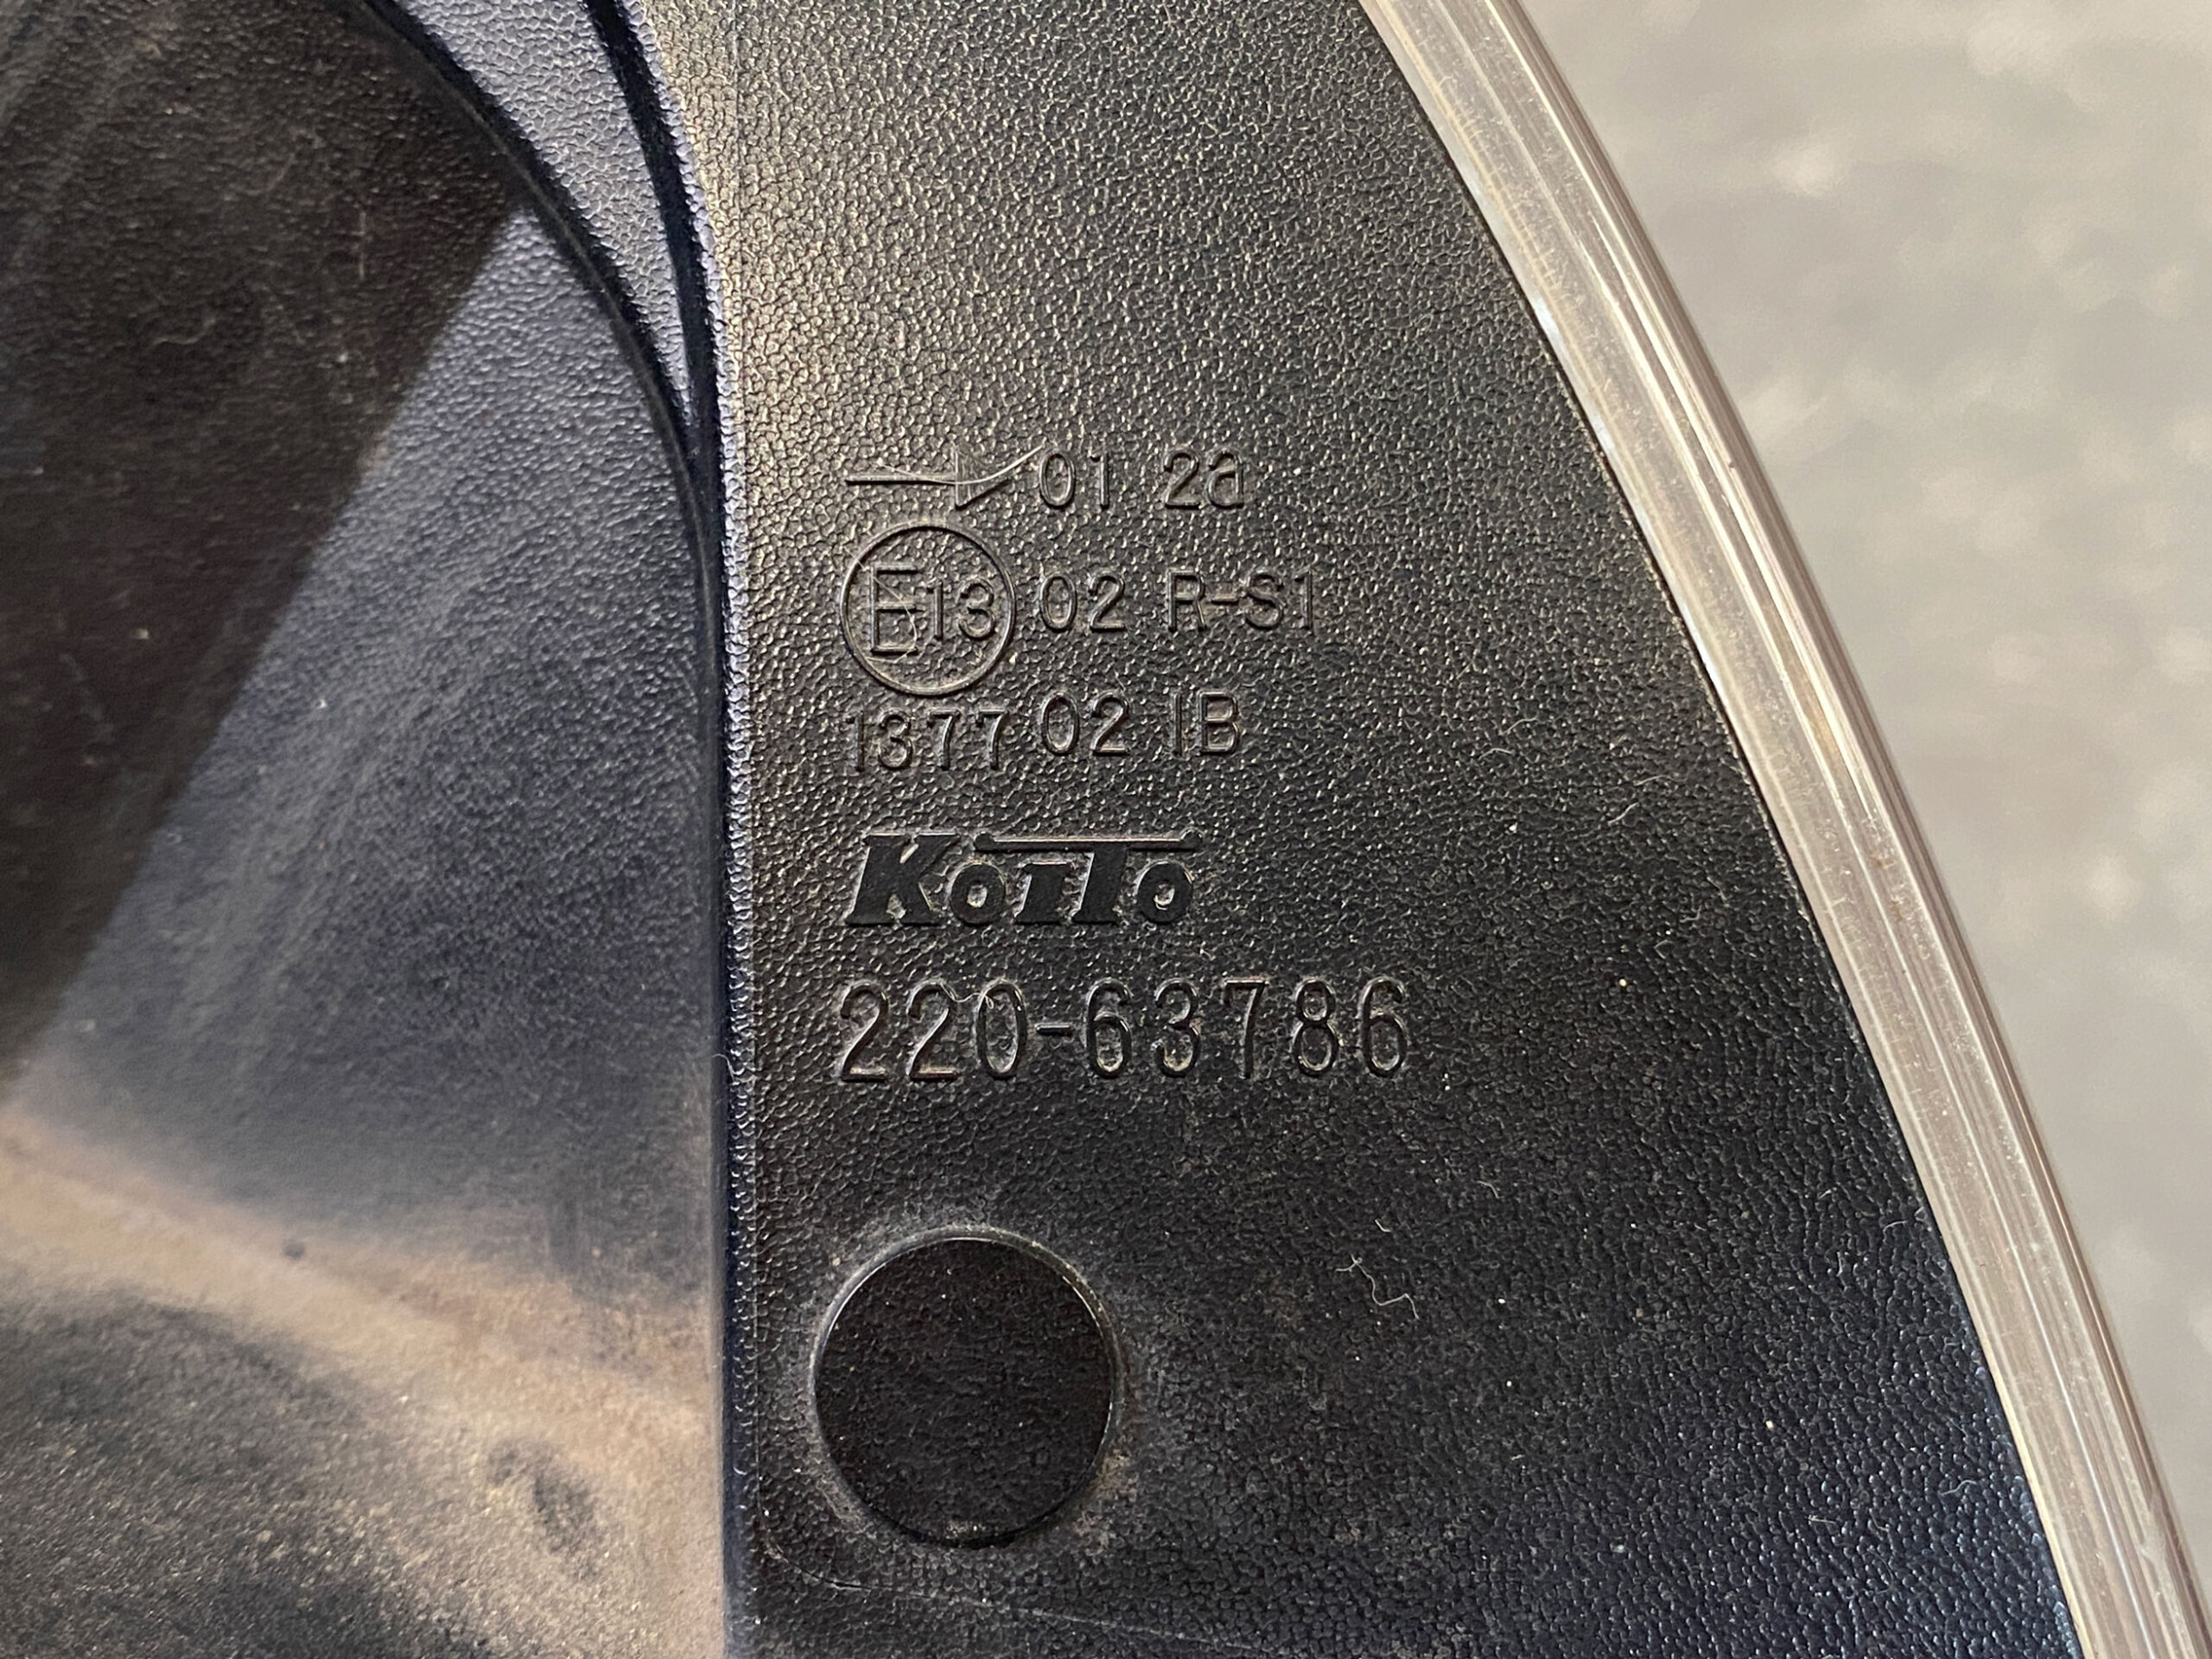 → 01 2a
E13 02 R-S1
1377 02 IB
KoiTo
220-63786